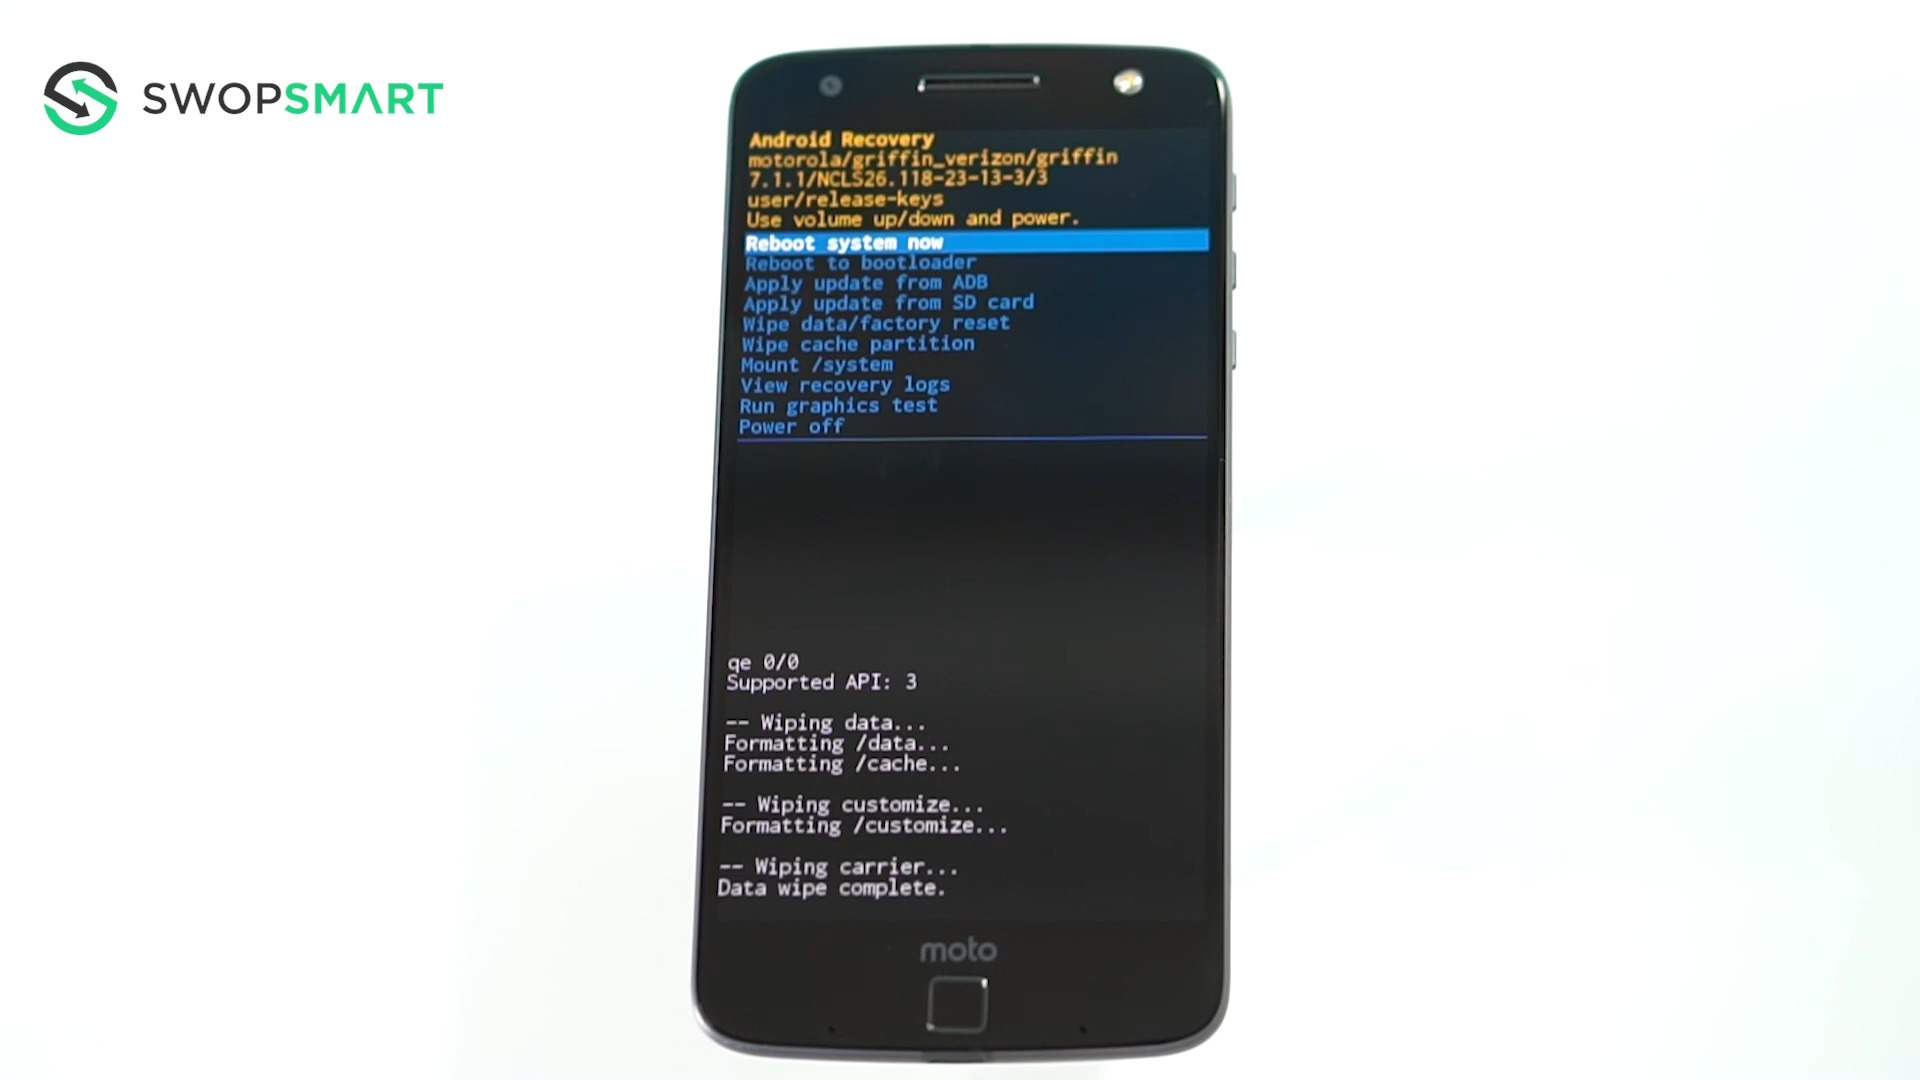 SWOPSMART
Android Recovery
motorola/griffin_verizon/griffin
7.1.1/NCLS26.118-23-13-3/3
user/release-keys
Use volume up/down and power.
Reboot system now
Reboot to bootloader
Apply update from ADB
Apply update from SD card
Wipe data/factory reset
Wipe cache partition
Mount /system
View recovery logs
Run graphics test
Power off
qe 0/0
Supported API: 3
-- Wiping data...
Formatting /data...
Formatting /cache...
-- Wiping customize...
Formatting /customize...
-- Wiping carrier...
Data wipe complete.
moto